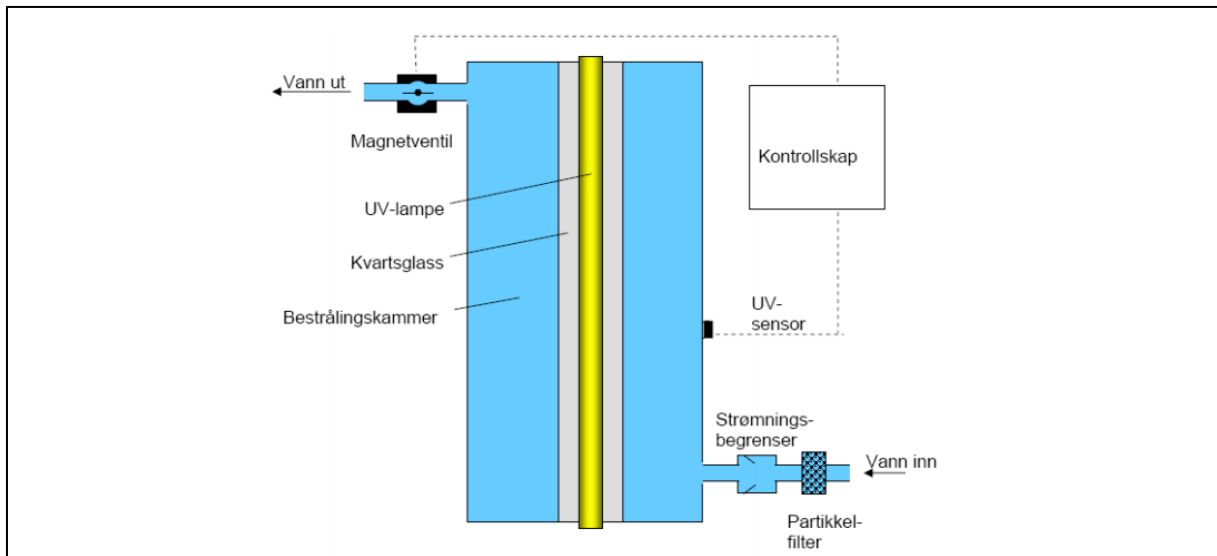 Vann ut
Magnetventil
Kontrollskap
UV-lampe
Kvartsglass
Bestrålingskammer
UV-
sensor
Strømnings-
begrenser
Vann inn
Partikkel-
filter